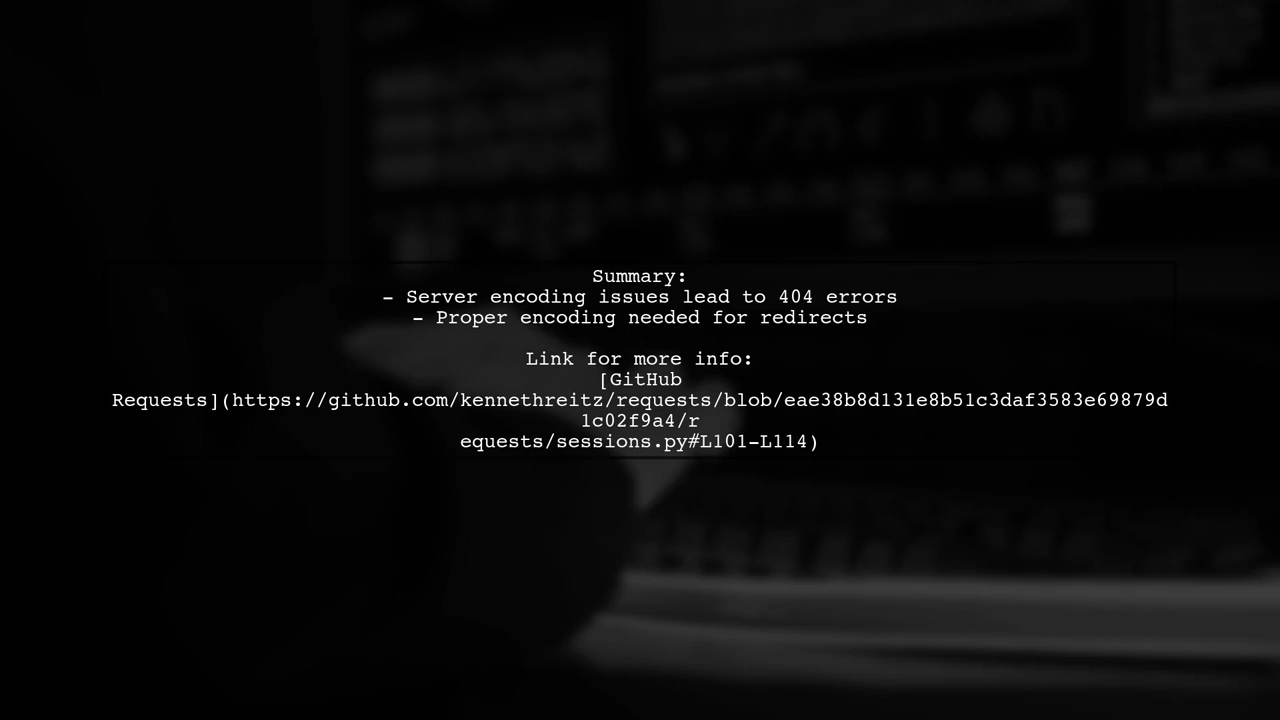 Summary:
- Server encoding issues lead to 404 errors
- Proper encoding needed for redirects
Link for more info:
[GitHub
Requests](https://github.com/kennethreitz/requests/blob/eae38b8d131e8b51c3daf3583e69879d
1c02f9a4/r
equests/sessions.py#L101-L114)